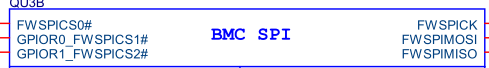 QU3B
FWSPICS0# BMC SPI FWSPICK
GPIOR0_FWSPICS1# FWSPIMOSI
GPIOR1_FWSPICS2# FWSPIMISO